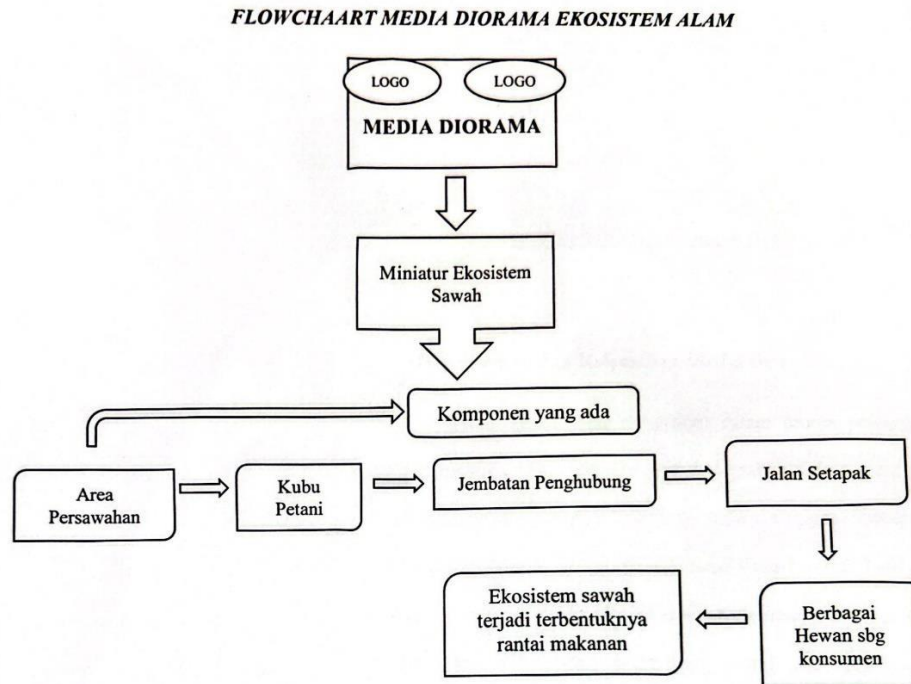 FLOWCHAART MEDIA DIORAMA EKOSISTEM ALAM
LOGO
LOGO
MEDIA DIORAMA
Miniatur Ekosistem
Sawah
Komponen yang ada
Area
Persawahan
Kubu
Petani
Jembatan Penghubung
Jalan Setapak
Berbagai
Hewan sbg
konsumen
Ekosistem sawah
terjadi terbentuknya
rantai makanan